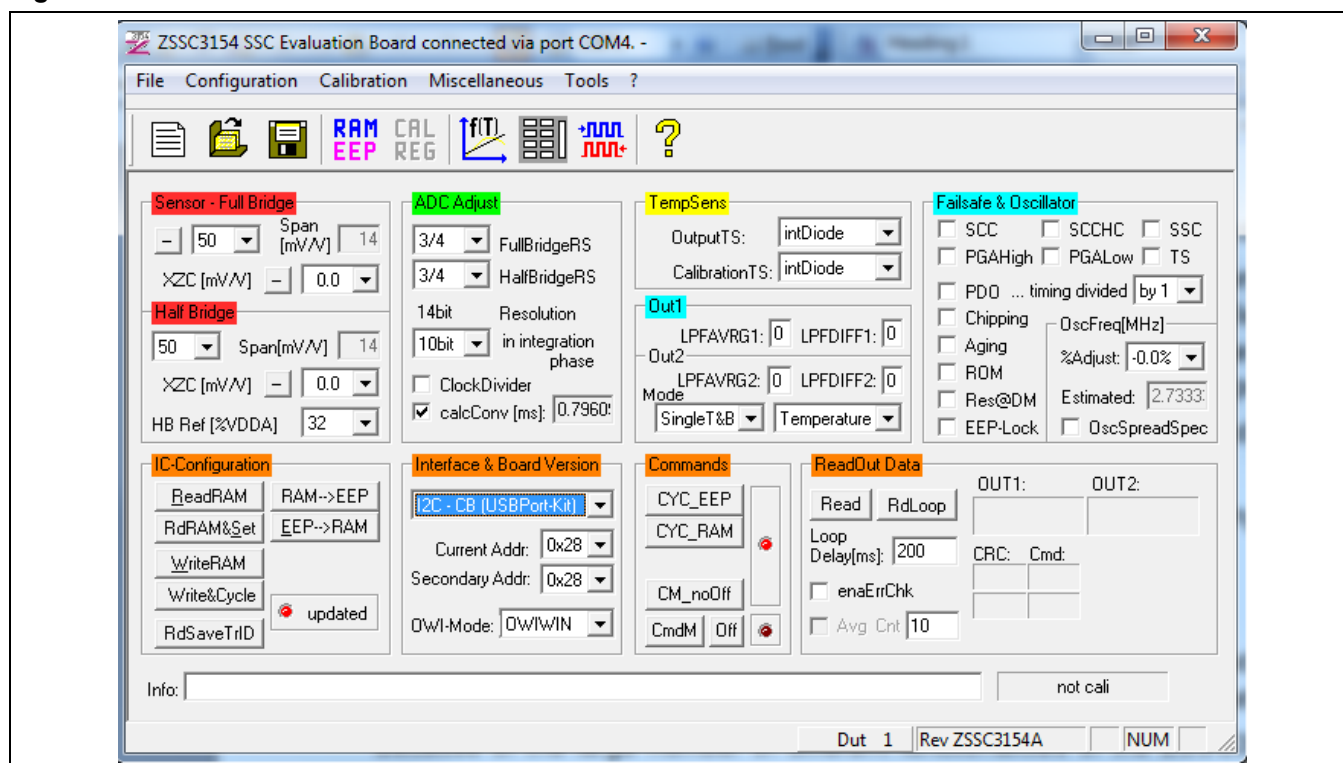 ZSSC3154 SSC Evaluation Board connected via port COM4. -
File Configuration Calibration Miscellaneous Tools ?
RAM EEP
CAL REG
f(T)
?
Sensor - Full Bridge
- 50 Span [mV/V] 14
XZC [mV/V] - 0.0
Half Bridge
50 Span[mV/V] 14
XZC [mV/V] - 0.0
HB Ref [%VDDA] 32
ADC Adjust
3/4 FullBridgeRS
3/4 HalfBridgeRS
14bit Resolution
10bit in integration phase
ClockDivider
calcConv [ms]: 0.7960
TempSens
OutputTS: intDiode
CalibrationTS: intDiode
Out1
LPFAVRG1: 0 LPFDIFF1: 0
Out2
LPFAVRG2: 0 LPFDIFF2: 0
Mode
SingleT&B Temperature
Failsafe & Oscillator
SCC SCCHC SSC
PGAHigh PGALow TS
PDO ... timing divided by 1
Chipping
Aging
ROM
Res@DM
EEP-Lock
OscFreq[MHz]
%Adjust: -0.0%
Estimated: 2.7333
OscSpreadSpec
IC-Configuration
ReadRAM RAM-->EEP
RdRAM&Set EEP-->RAM
WriteRAM
Write&Cycle
updated
RdSaveTrID
Interface & Board Version
I2C - CB (USBPort-Kit)
Current Addr: 0x28
Secondary Addr: 0x28
OWI-Mode: OWIWIN
Commands
CYC_EEP
CYC_RAM
CM_noOff
CmdM Off
ReadOut Data
Read RdLoop
Loop Delay[ms]: 200
enaErrChk
Avg Cnt 10
OUT1: OUT2:
CRC: Cmd:
Info:
not cali
Dut 1 Rev ZSSC3154A NUM